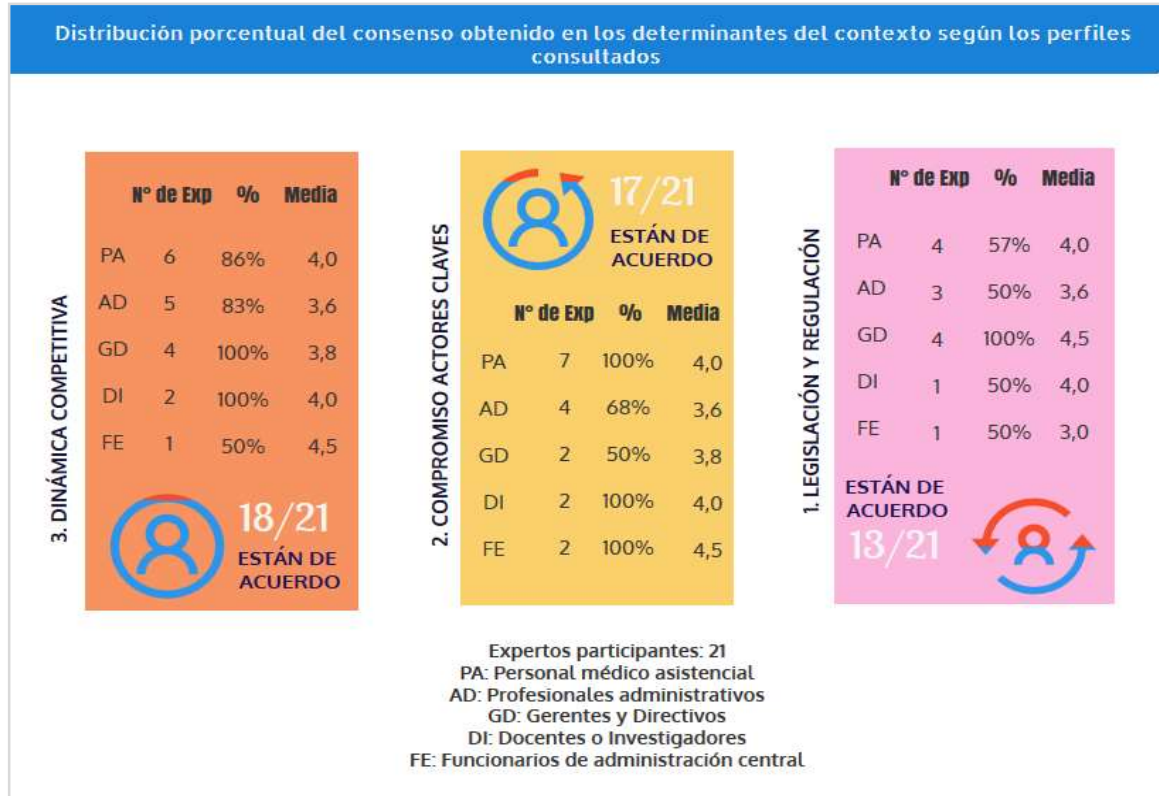 Distribución porcentual del consenso obtenido en los determinantes del contexto según los perfiles
consultados
3. DINÁMICA COMPETITIVA
N° de Exp % Media
PA 6 86% 4,0
AD 5 83% 3,6
GD 4 100% 3,8
DI 2 100% 4,0
FE 1 50% 4,5
18/21
ESTÁN DE
ACUERDO
2. COMPROMISO ACTORES CLAVES
17/21
ESTÁN DE
ACUERDO
N° de Exp % Media
PA 7 100% 4,0
AD 4 68% 3,6
GD 2 50% 3,8
DI 2 100% 4,0
FE 2 100% 4,5
1. LEGISLACIÓN Y REGULACIÓN
N° de Exp % Media
PA 4 57% 4,0
AD 3 50% 3,6
GD 4 100% 4,5
DI 1 50% 4,0
FE 1 50% 3,0
ESTÁN DE
ACUERDO
13/21
Expertos participantes: 21
PA: Personal médico asistencial
AD: Profesionales administrativos
GD: Gerentes y Directivos
DI: Docentes o Investigadores
FE: Funcionarios de administración central